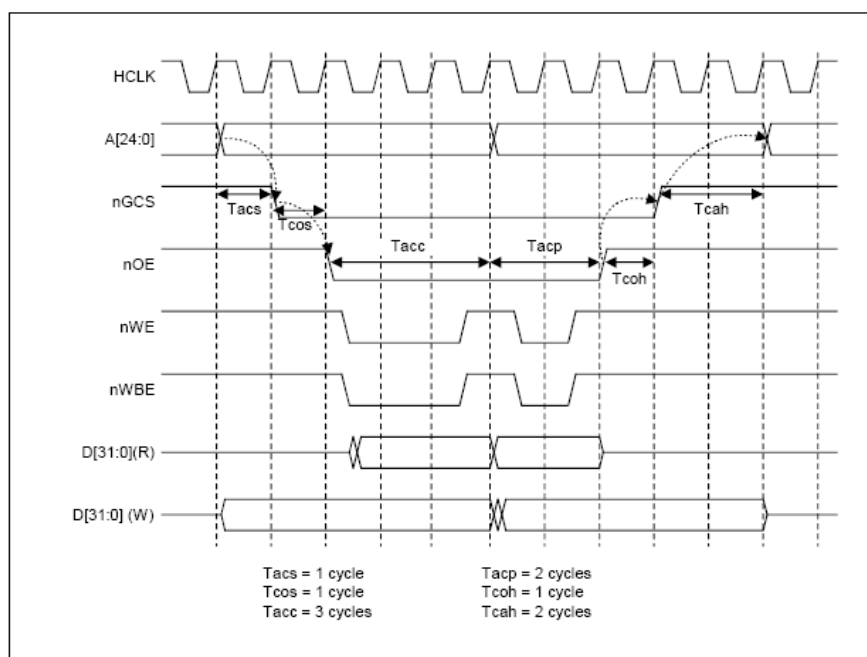 HCLK
A[24:0]
nGCS
Tacs
Tcos
Tcah
nOE
Tacc
Tacp
Tcoh
nWE
nWBE
D[31:0](R)
D[31:0] (W)
Tacs = 1 cycle
Tcos = 1 cycle
Tacc = 3 cycles
Tacp = 2 cycles
Tcoh = 1 cycle
Tcah = 2 cycles